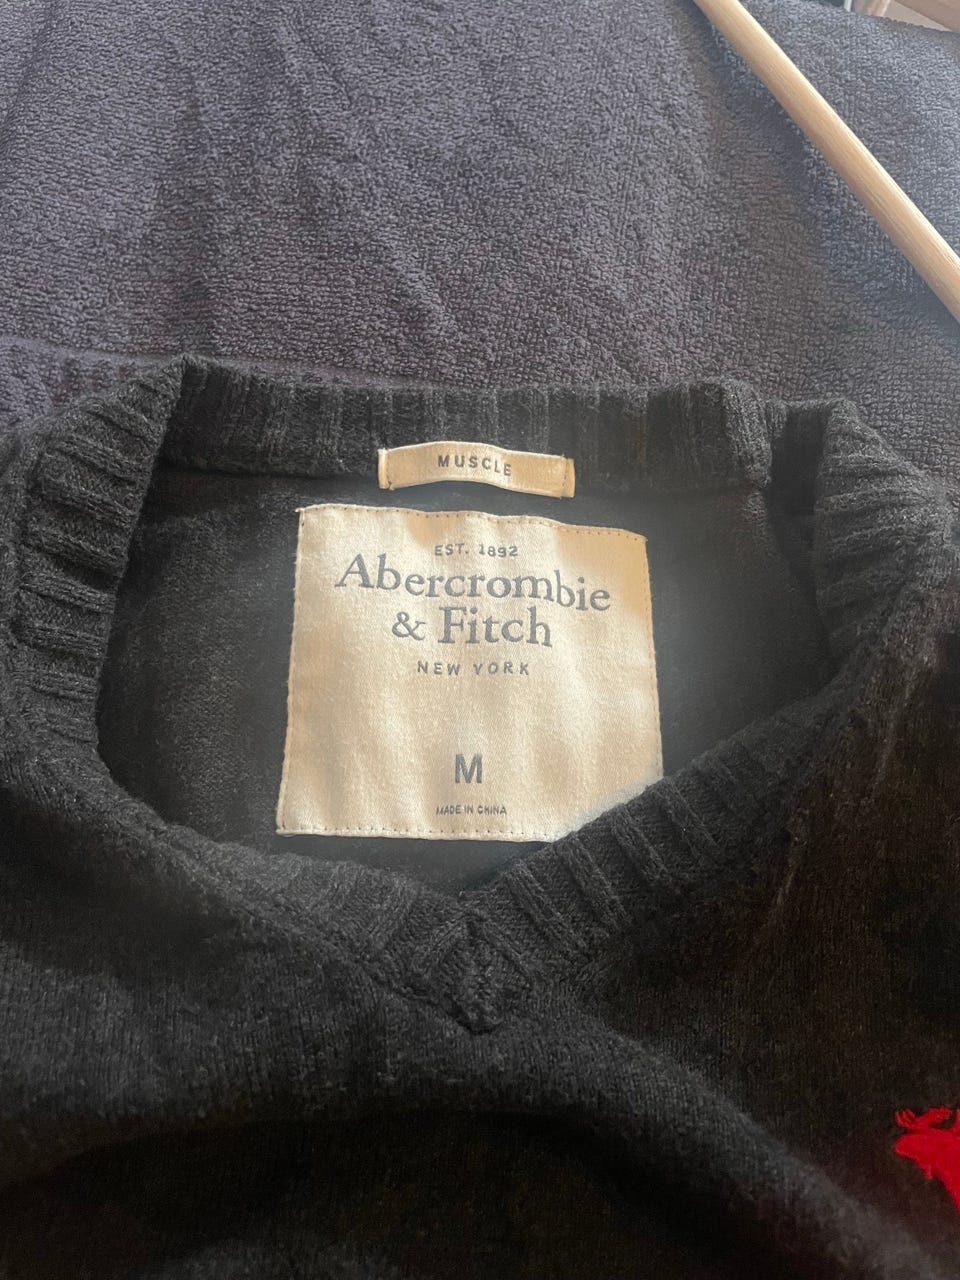 MUSCLE
EST. 1892
Abercrombie
& Fitch
NEW YORK
M
MADE IN CHINA